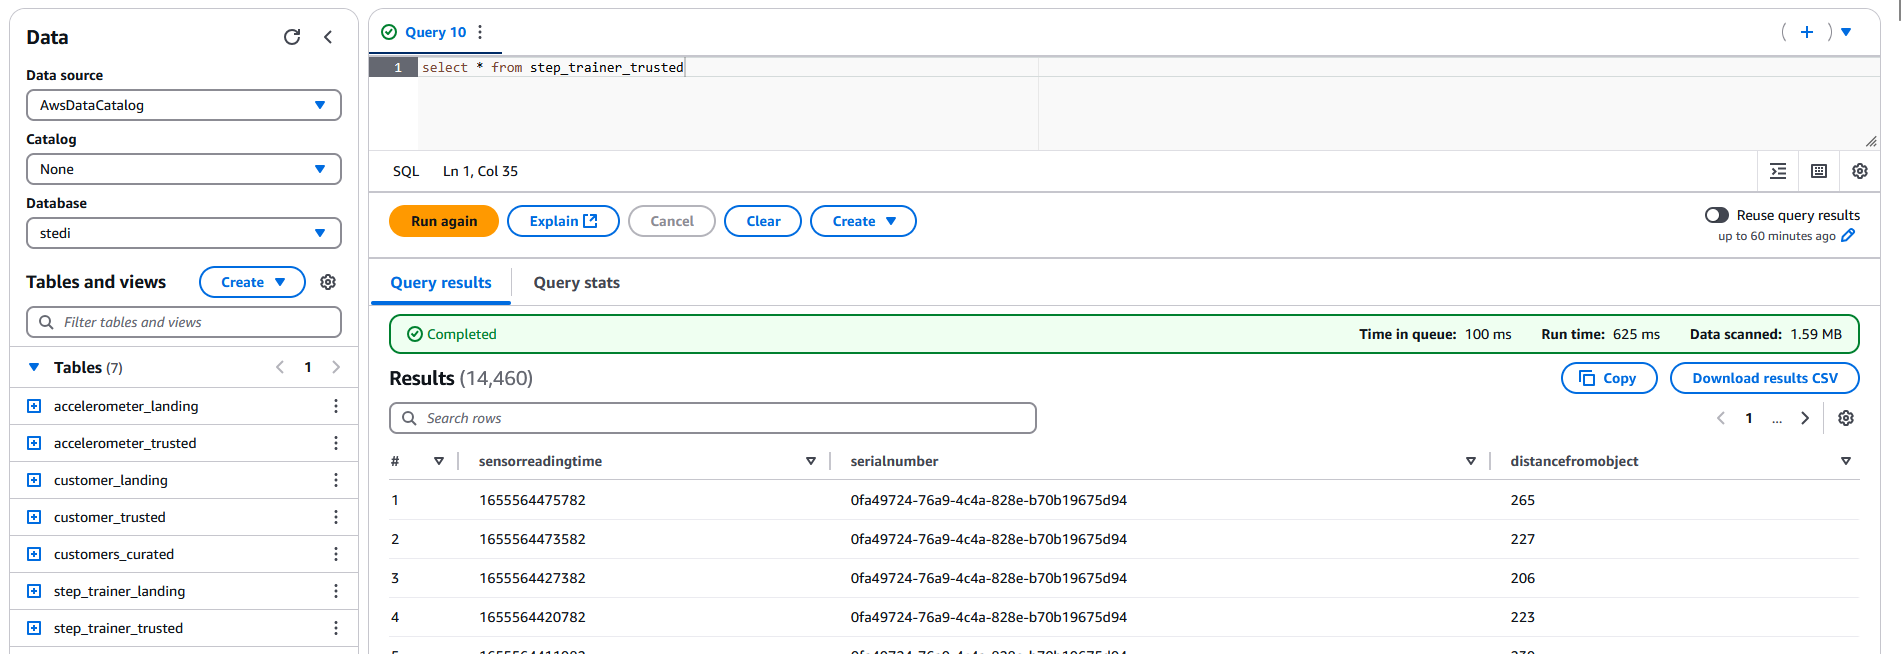 Data
Data source
AwsDataCatalog
Catalog
None
Database
stedi
Tables and views
Create
Filter tables and views
Tables (7)
1
accelerometer_landing
accelerometer_trusted
customer_landing
customer_trusted
customers_curated
step_trainer_landing
step_trainer_trusted
Query 10
1 select * from step_trainer_trusted
SQL Ln 1, Col 35
Run again Explain Cancel Clear Create
Reuse query results
up to 60 minutes ago
Query results Query stats
Completed Time in queue: 100 ms Run time: 625 ms Data scanned: 1.59 MB
Results (14,460) Copy Download results CSV
Search rows 1 ...
# sensorreadingtime serialnumber distancefromobject
1 1655564475782 0fa49724-76a9-4c4a-828e-b70b19675d94 265
2 1655564473582 0fa49724-76a9-4c4a-828e-b70b19675d94 227
3 1655564427382 0fa49724-76a9-4c4a-828e-b70b19675d94 206
4 1655564420782 0fa49724-76a9-4c4a-828e-b70b19675d94 223